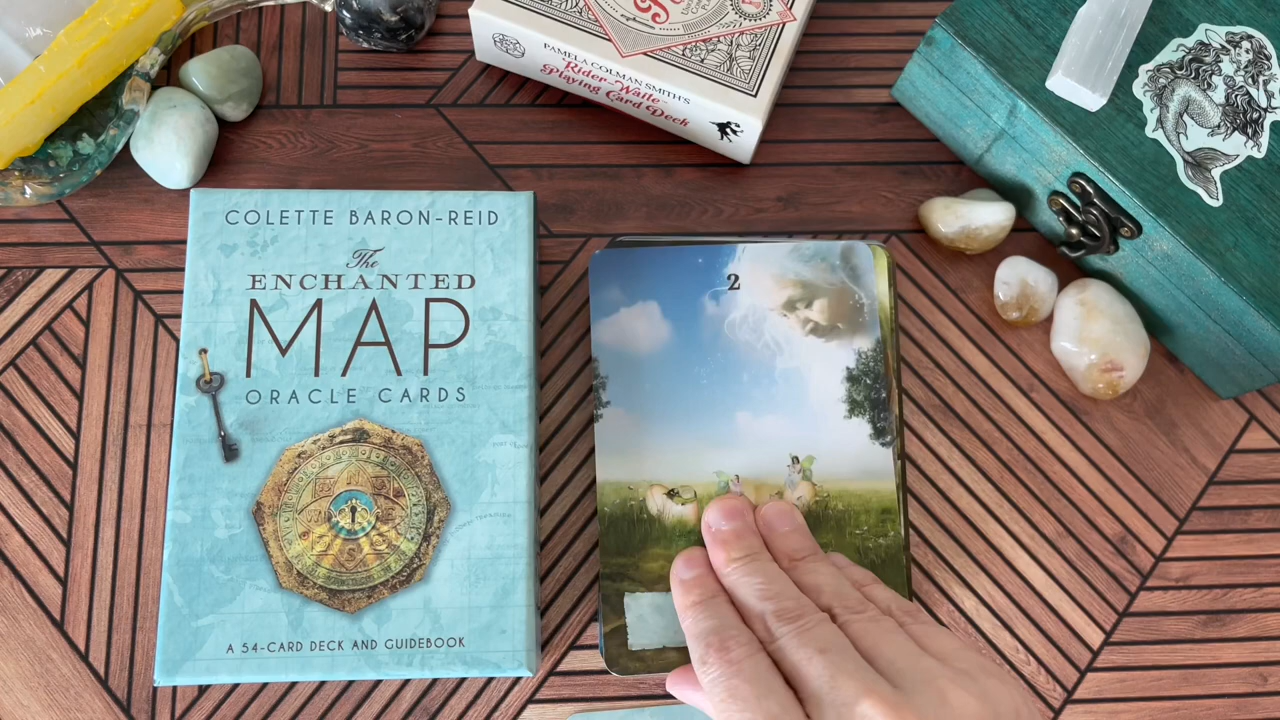 PAMELA COLMAN SMITH'S
Rider-Waite™
Playing Card Deck
COLETTE BARON-REID
The
ENCHANTED
MAP
ORACLE CARDS
A 54-CARD DECK AND GUIDEBOOK
2